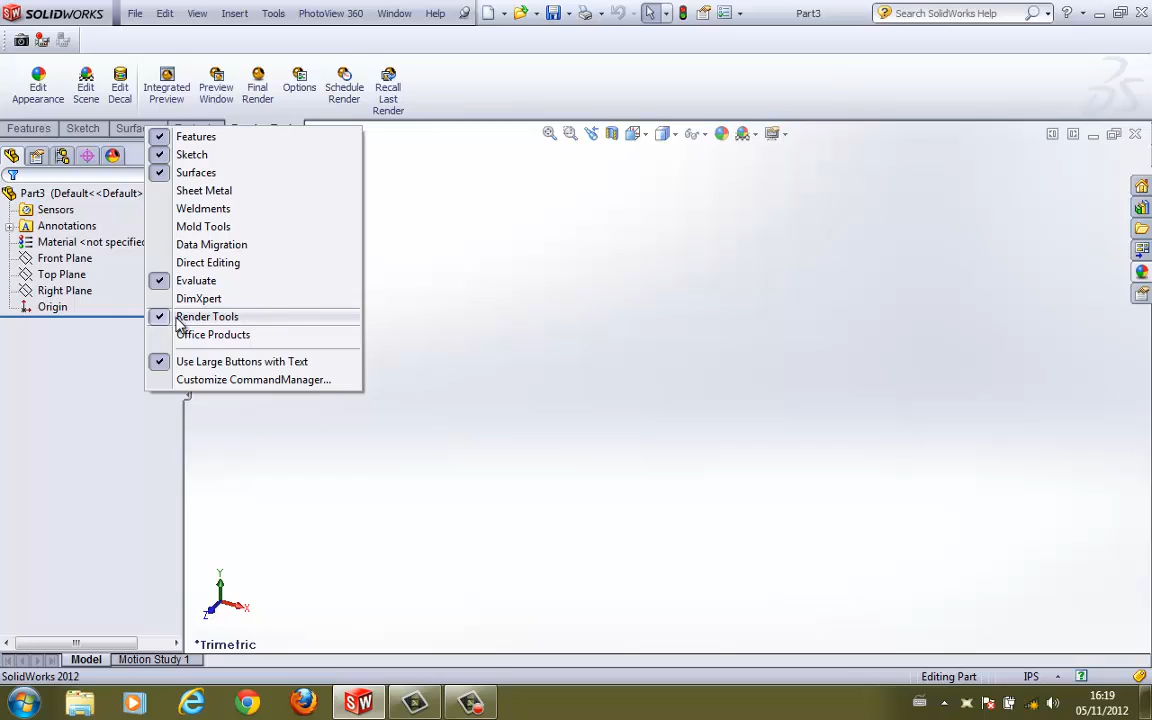 SOLIDWORKS File Edit View Insert Tools PhotoView 360 Window Help Part3 Search SolidWorks Help
Edit Appearance
Edit Scene
Edit Decal
Integrated Preview
Preview Window
Final Render
Options
Schedule Render
Recall Last Render
Features Sketch Surfa
Features
Sketch
Surfaces
Sheet Metal
Weldments
Mold Tools
Data Migration
Direct Editing
Evaluate
DimXpert
Render Tools
Office Products
Use Large Buttons with Text
Customize CommandManager...
Part3 (Default<<Default>
Sensors
Annotations
Material <not specifie
Front Plane
Top Plane
Right Plane
Origin
Y
X
Z
*Trimetric
Model Motion Study 1
SolidWorks 2012 Editing Part IPS
16:19
05/11/2012